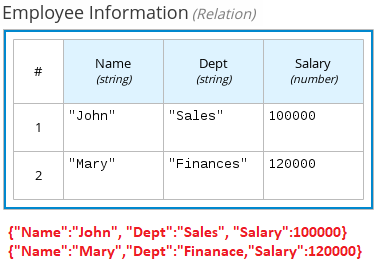 Employee Information (Relation)
# Name Dept Salary
(string) (string) (number)
1 "John" "Sales" 100000
2 "Mary" "Finances" 120000
{"Name":"John", "Dept":"Sales", "Salary":100000}
{"Name":"Mary","Dept":"Finanace,"Salary":120000}